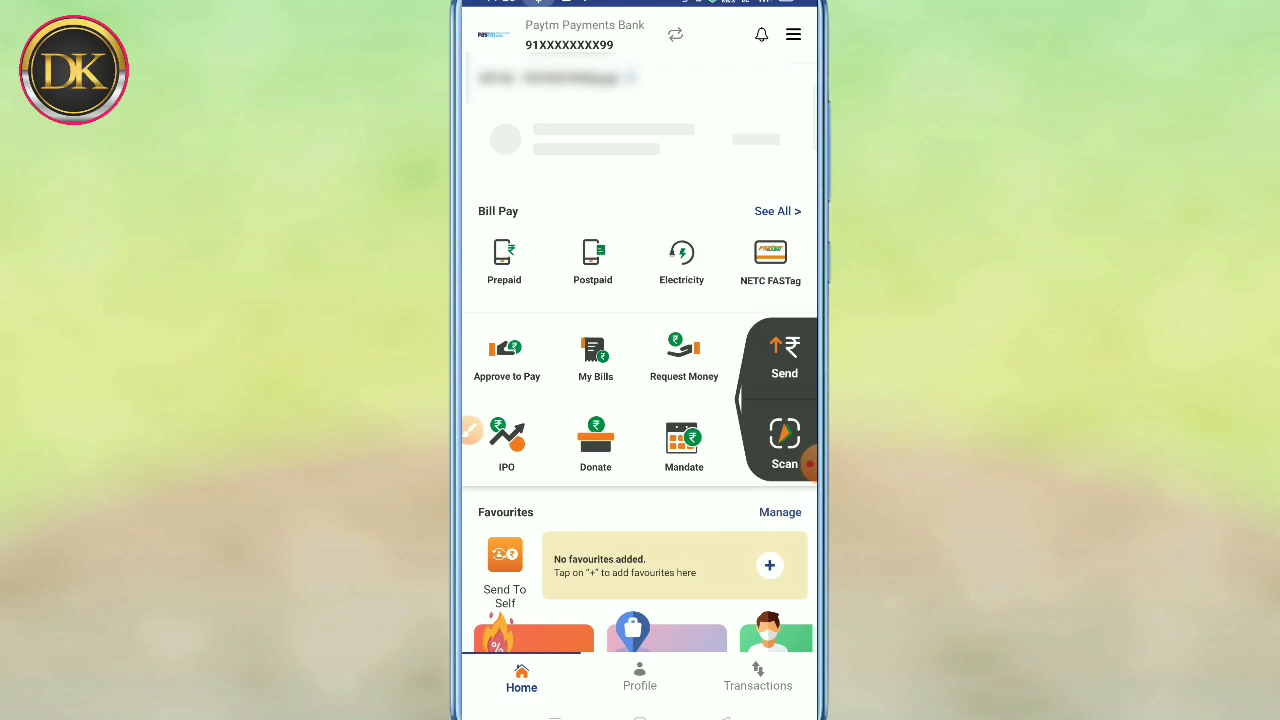 DK
Paytm Payments Bank
91XXXXXXXX99
Bill Pay
See All >
Prepaid
Postpaid
Electricity
NETC FASTag
Approve to Pay
My Bills
Request Money
Send
IPO
Donate
Mandate
Scan
Favourites
Manage
No favourites added.
Tap on "+" to add favourites here
Send To
Self
Home
Profile
Transactions